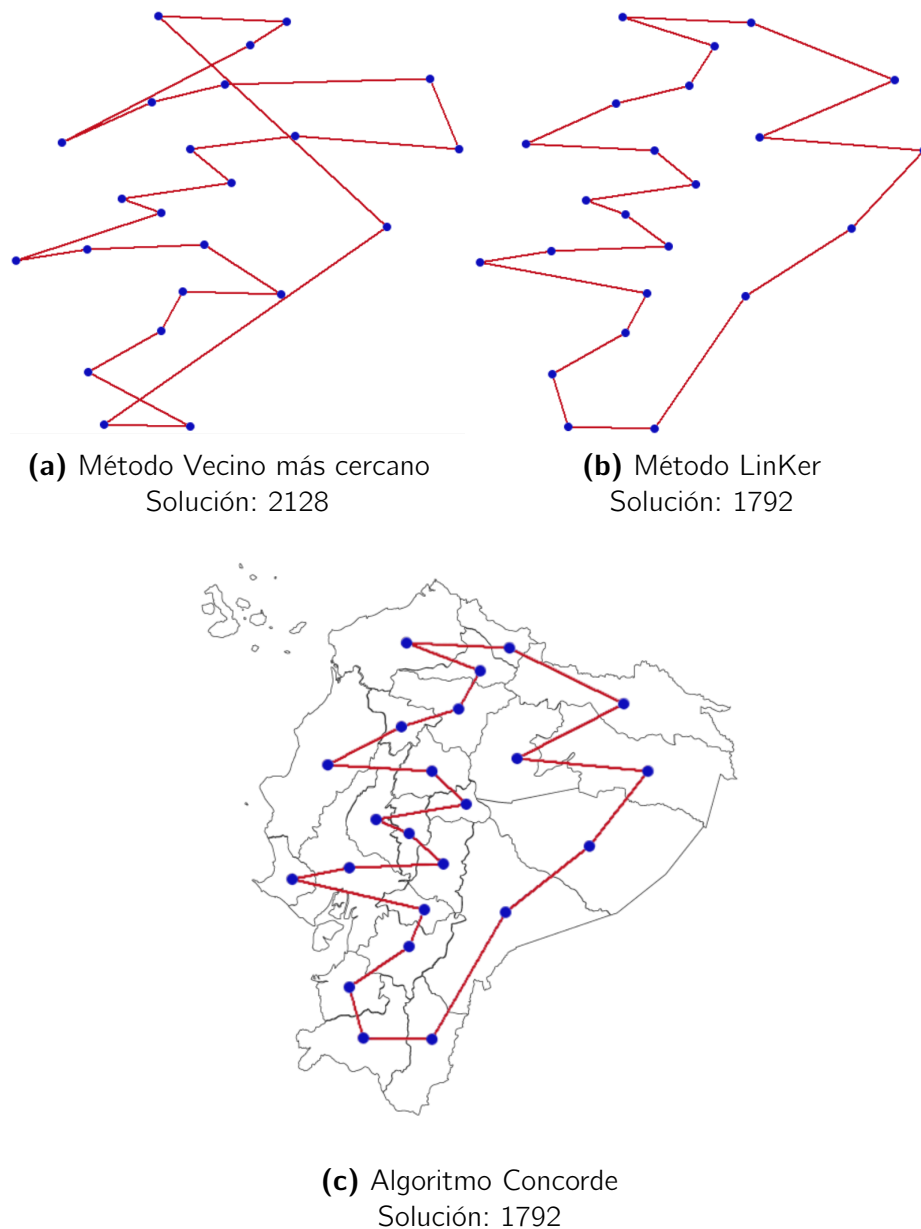 (a) Método Vecino más cercano
Solución: 2128
(b) Método LinKer
Solución: 1792
(c) Algoritmo Concorde
Solución: 1792